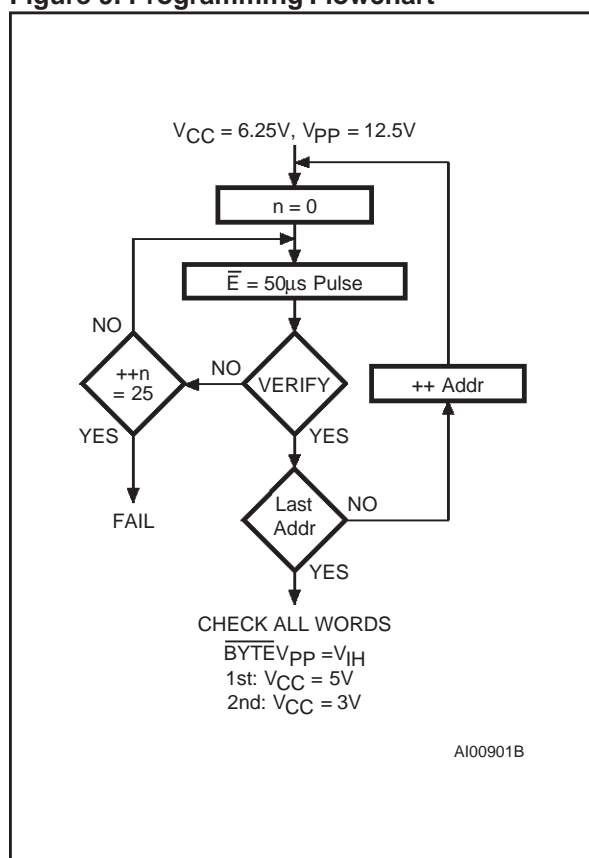 Figure 9. Programming Flowchart
VCC = 6.25V, VPP = 12.5V
n = 0
E = 50µs Pulse
NO
++n
= 25
NO
VERIFY
++ Addr
YES
YES
FAIL
Last
Addr
NO
YES
CHECK ALL WORDS
BYTEVPP =VIH
1st: VCC = 5V
2nd: VCC = 3V
AI00901B